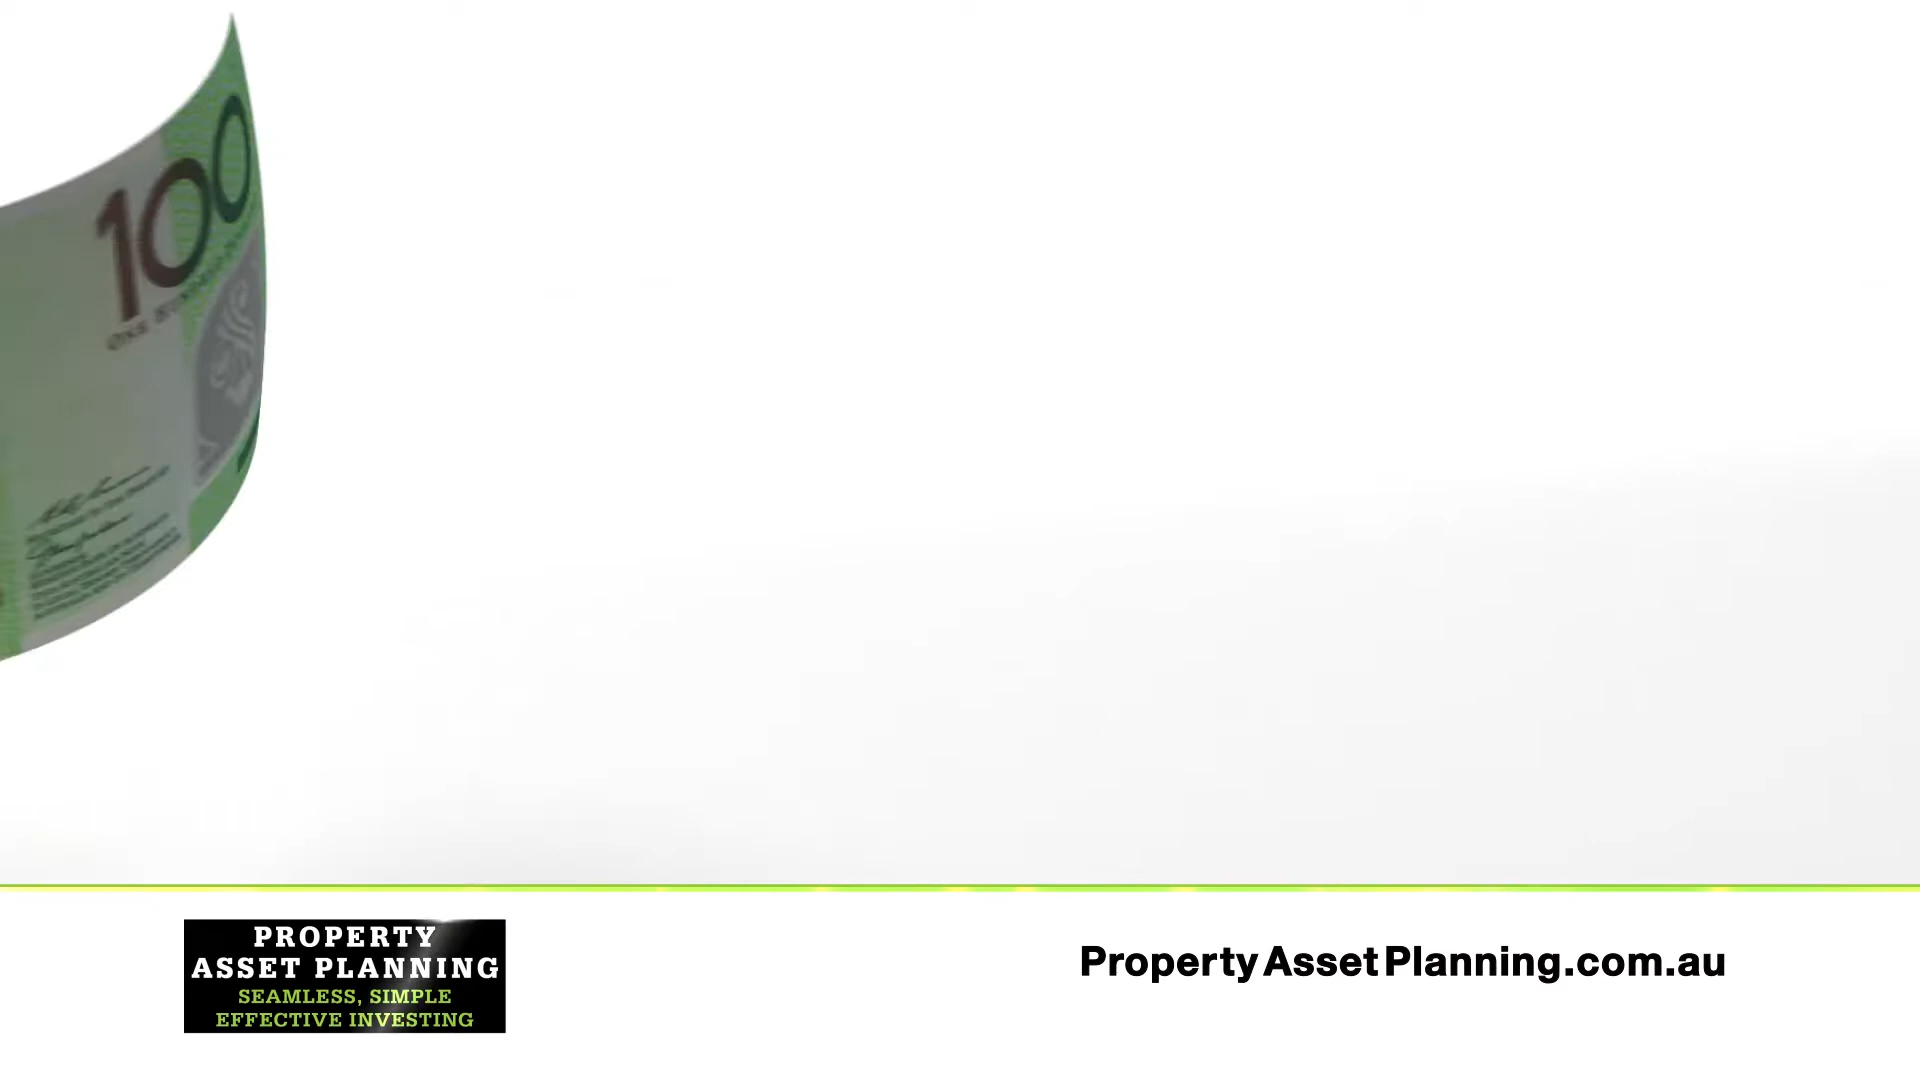 100
PROPERTY
ASSET PLANNING
SEAMLESS, SIMPLE
EFFECTIVE INVESTING
PropertyAssetPlanning.com.au